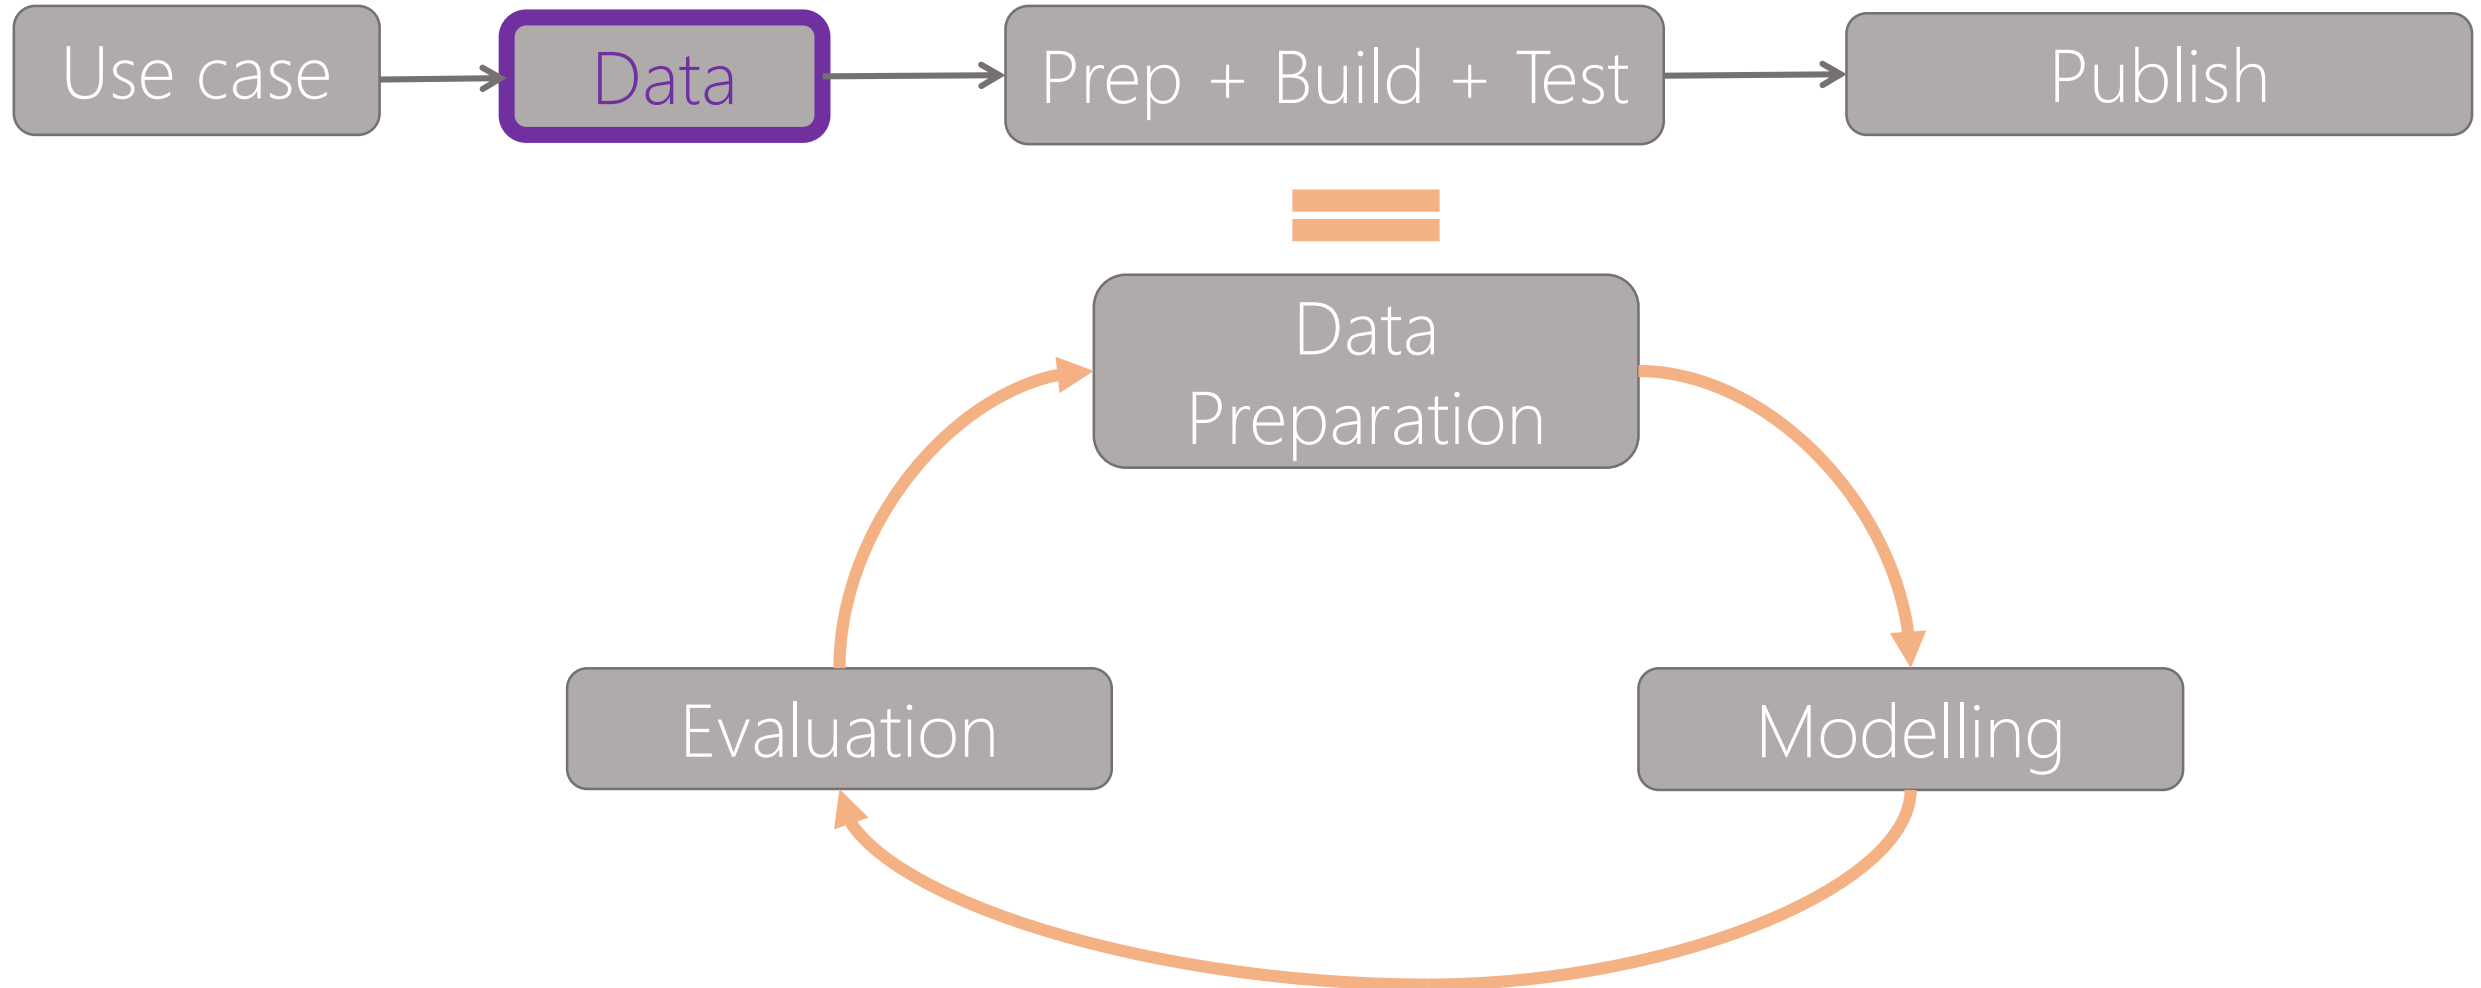 Use case
Data
Prep + Build + Test
Publish
Data
Preparation
Evaluation
Modelling